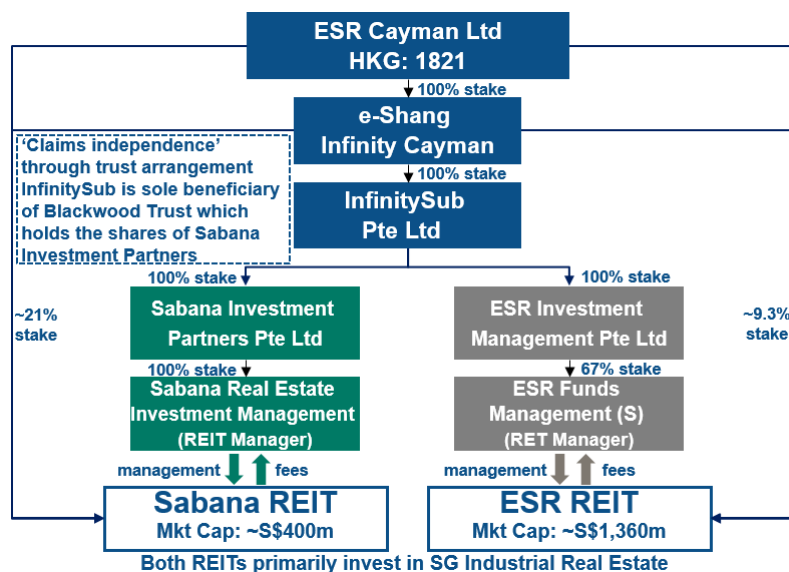 ESR Cayman Ltd
HKG: 1821
100% stake
e-Shang
Infinity Cayman
100% stake
‘Claims independence’
through trust arrangement
InfinitySub is sole beneficiary
of Blackwood Trust which
holds the shares of Sabana
Investment Partners
InfinitySub
Pte Ltd
100% stake
100% stake
~21%
stake
Sabana Investment
Partners Pte Ltd
ESR Investment
Management Pte Ltd
~9.3%
stake
100% stake
67% stake
Sabana Real Estate
Investment Management
(REIT Manager)
ESR Funds
Management (S)
(RET Manager)
management
fees
management
fees
Sabana REIT
Mkt Cap: ~S$400m
ESR REIT
Mkt Cap: ~S$1,360m
Both REITs primarily invest in SG Industrial Real Estate